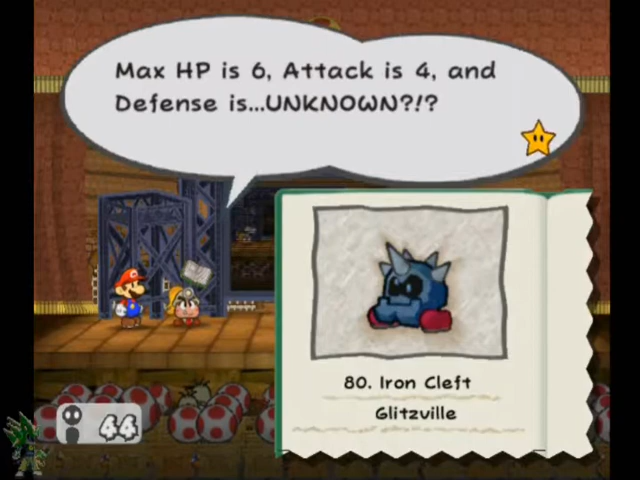 Max HP is 6, Attack is 4, and
Defense is...UNKNOWN?!?
80. Iron Cleft
Glitzville
44